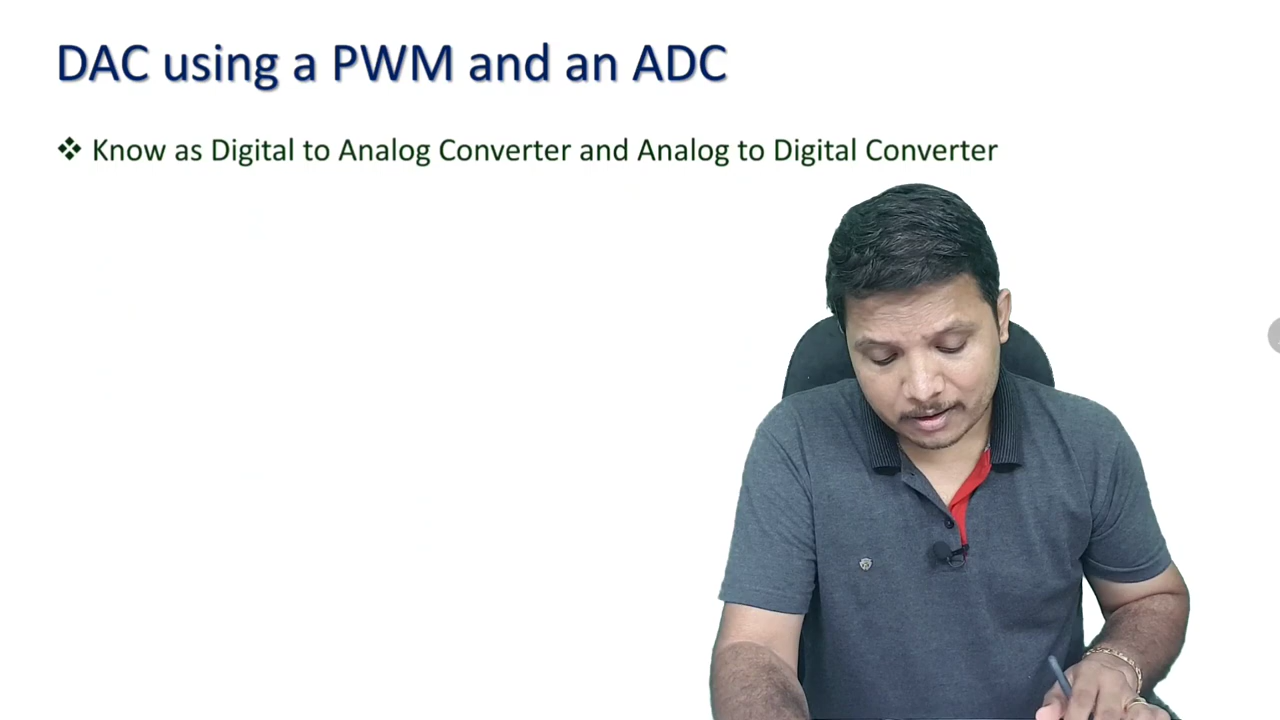 DAC using a PWM and an ADC
❖ Know as Digital to Analog Converter and Analog to Digital Converter